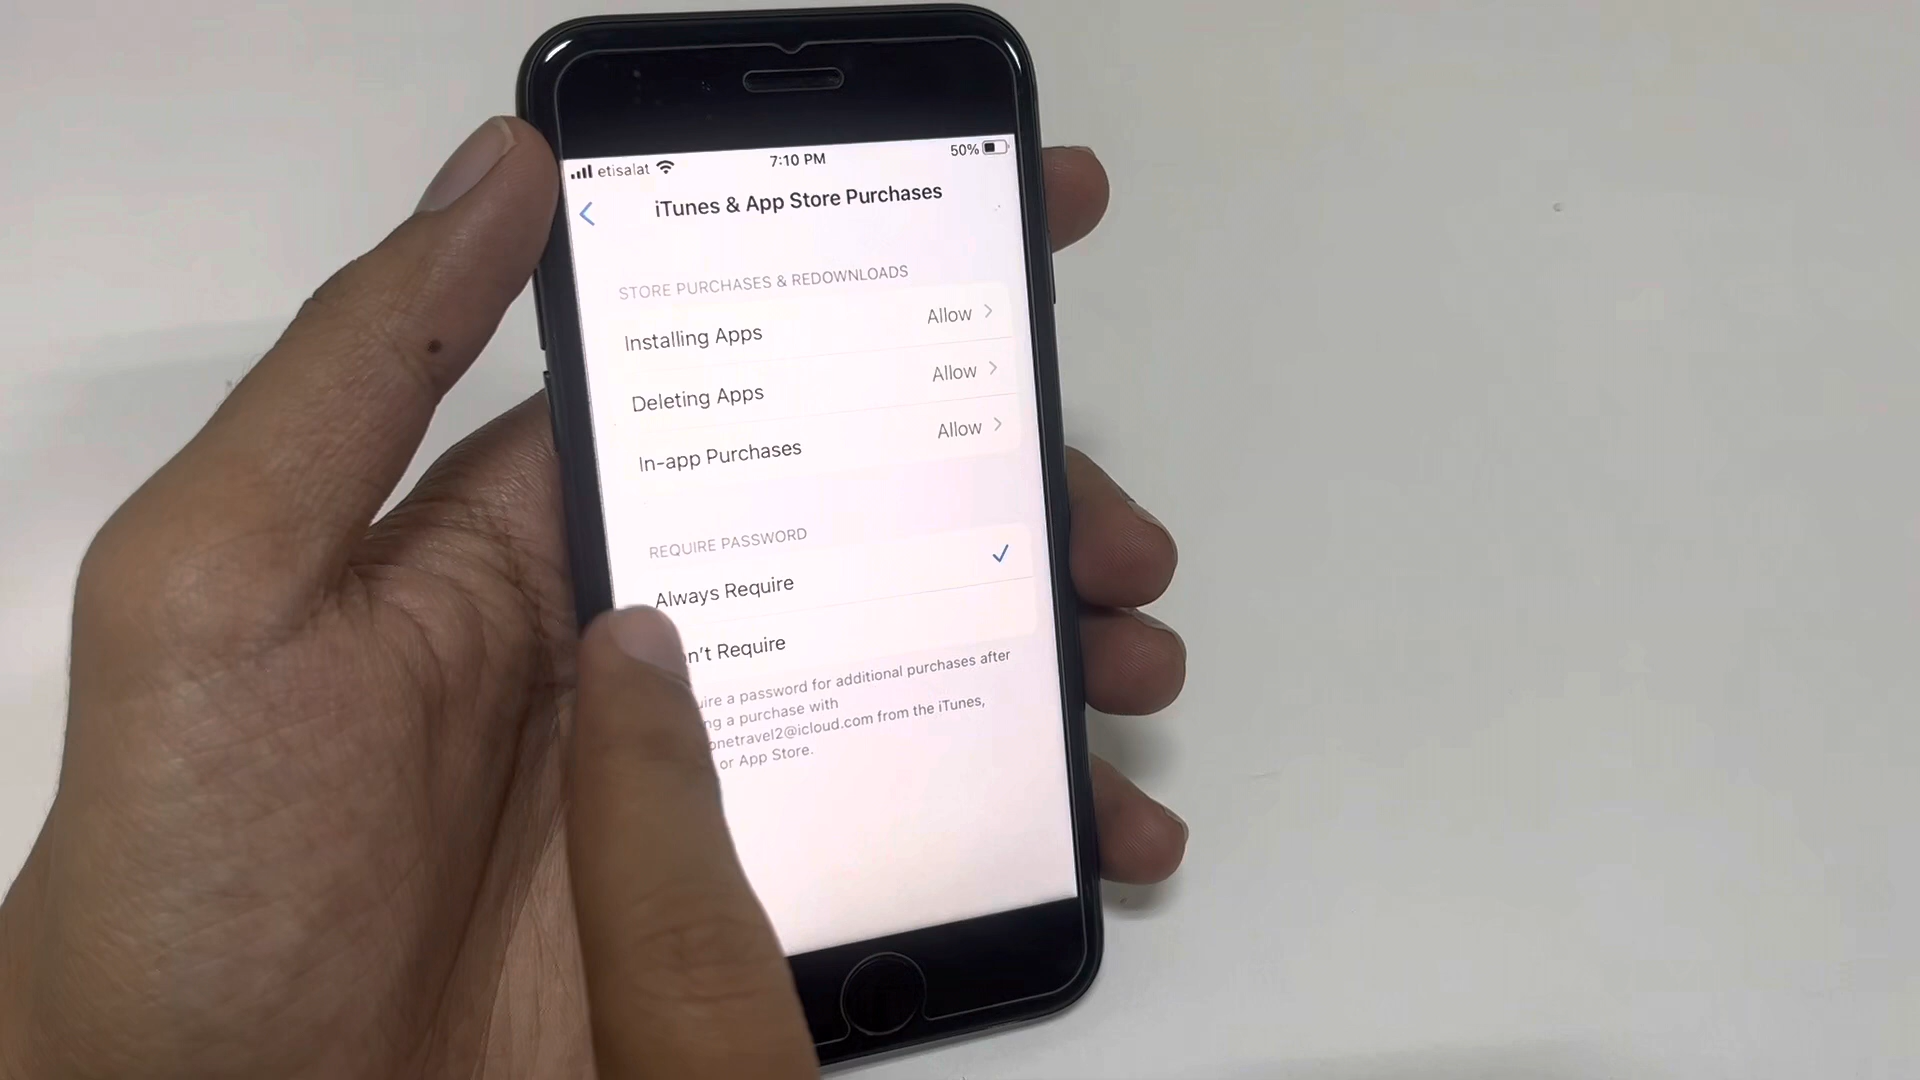 etisalat 7:10 PM 50%
iTunes & App Store Purchases
STORE PURCHASES & REDOWNLOADS
Installing Apps Allow
Deleting Apps Allow
In-app Purchases Allow
REQUIRE PASSWORD
Always Require
n't Require
ire a password for additional purchases after
ng a purchase with
onetravel2@icloud.com from the iTunes,
or App Store.